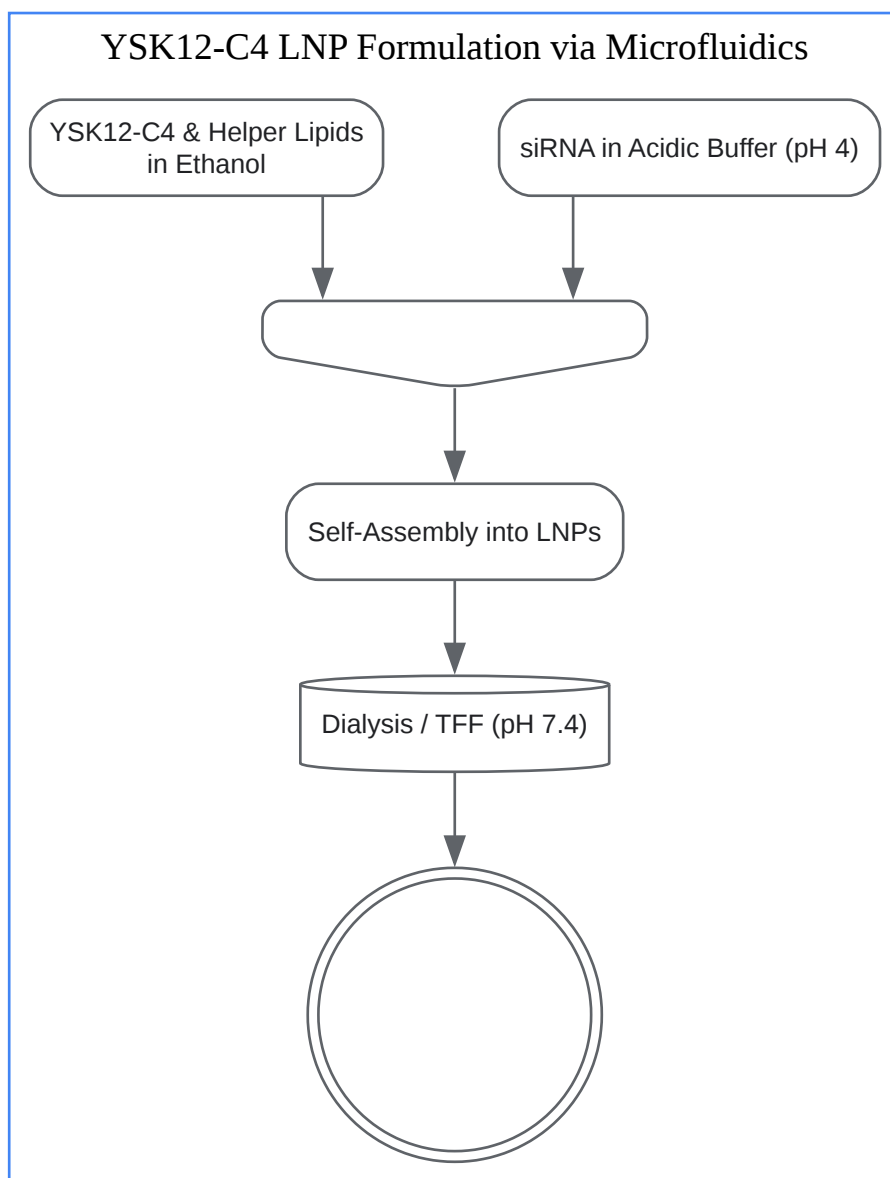 YSK12-C4 LNP Formulation via Microfluidics
YSK12-C4 & Helper Lipids
in Ethanol
siRNA in Acidic Buffer (pH 4)
Self-Assembly into LNPs
Dialysis / TFF (pH 7.4)